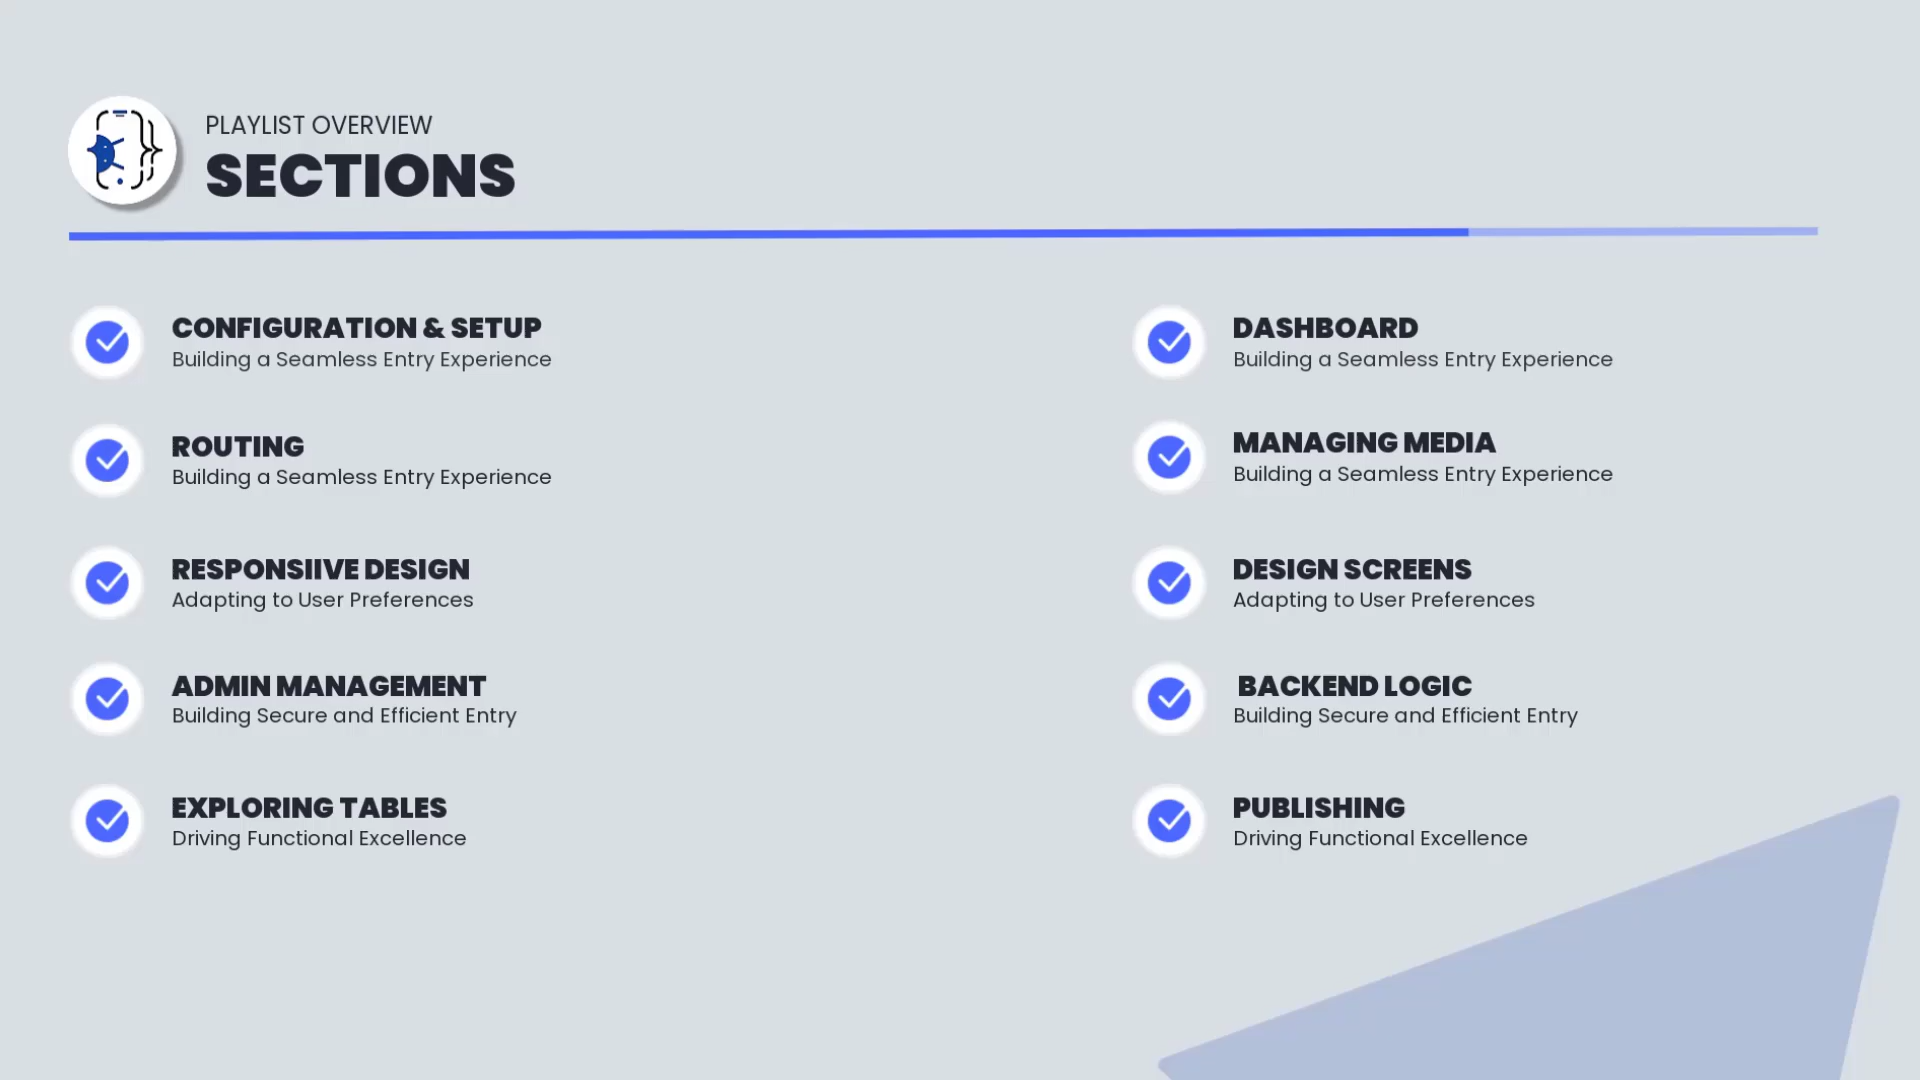 PLAYLIST OVERVIEW
SECTIONS
CONFIGURATION & SETUP
Building a Seamless Entry Experience
ROUTING
Building a Seamless Entry Experience
RESPONSIIVE DESIGN
Adapting to User Preferences
ADMIN MANAGEMENT
Building Secure and Efficient Entry
EXPLORING TABLES
Driving Functional Excellence
DASHBOARD
Building a Seamless Entry Experience
MANAGING MEDIA
Building a Seamless Entry Experience
DESIGN SCREENS
Adapting to User Preferences
BACKEND LOGIC
Building Secure and Efficient Entry
PUBLISHING
Driving Functional Excellence